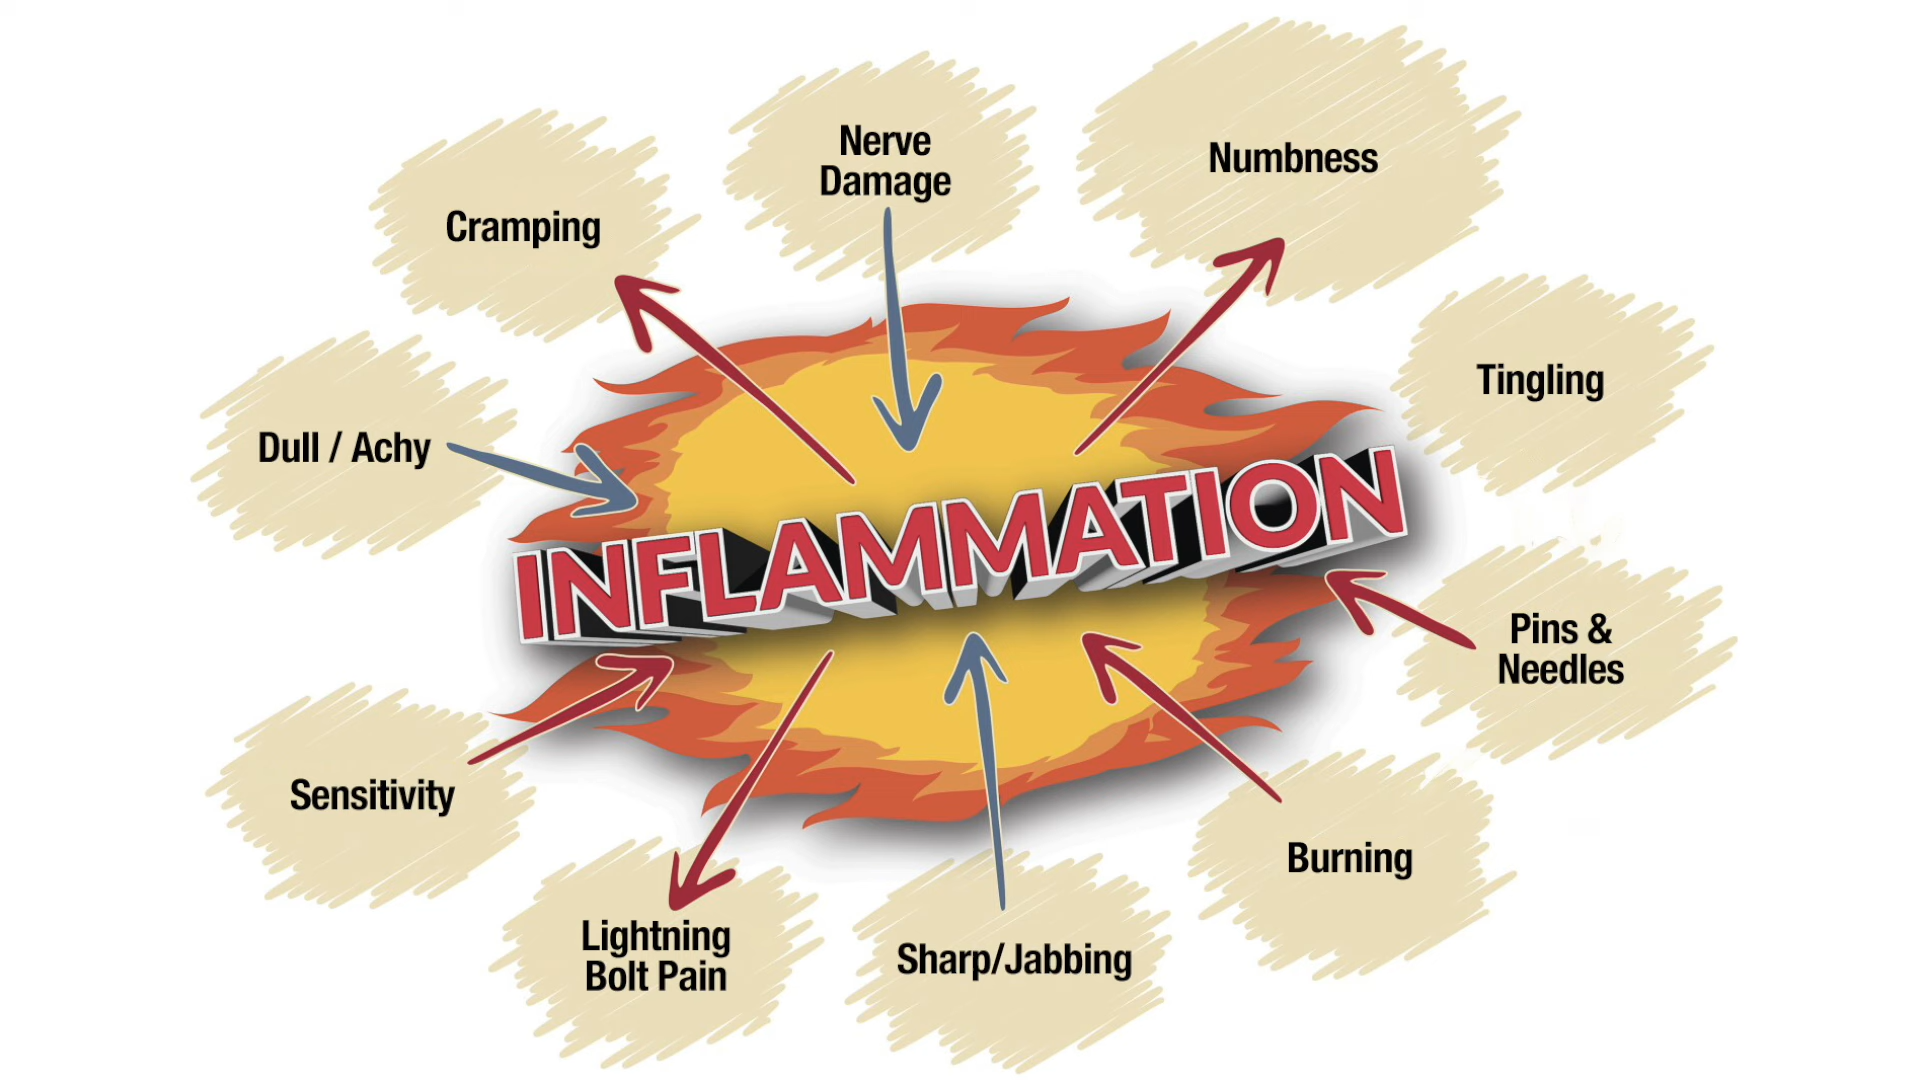 Nerve
Damage
Numbness
Cramping
Tingling
Dull / Achy
INFLAMMATION
Pins &
Needles
Sensitivity
Burning
Lightning
Bolt Pain
Sharp/Jabbing